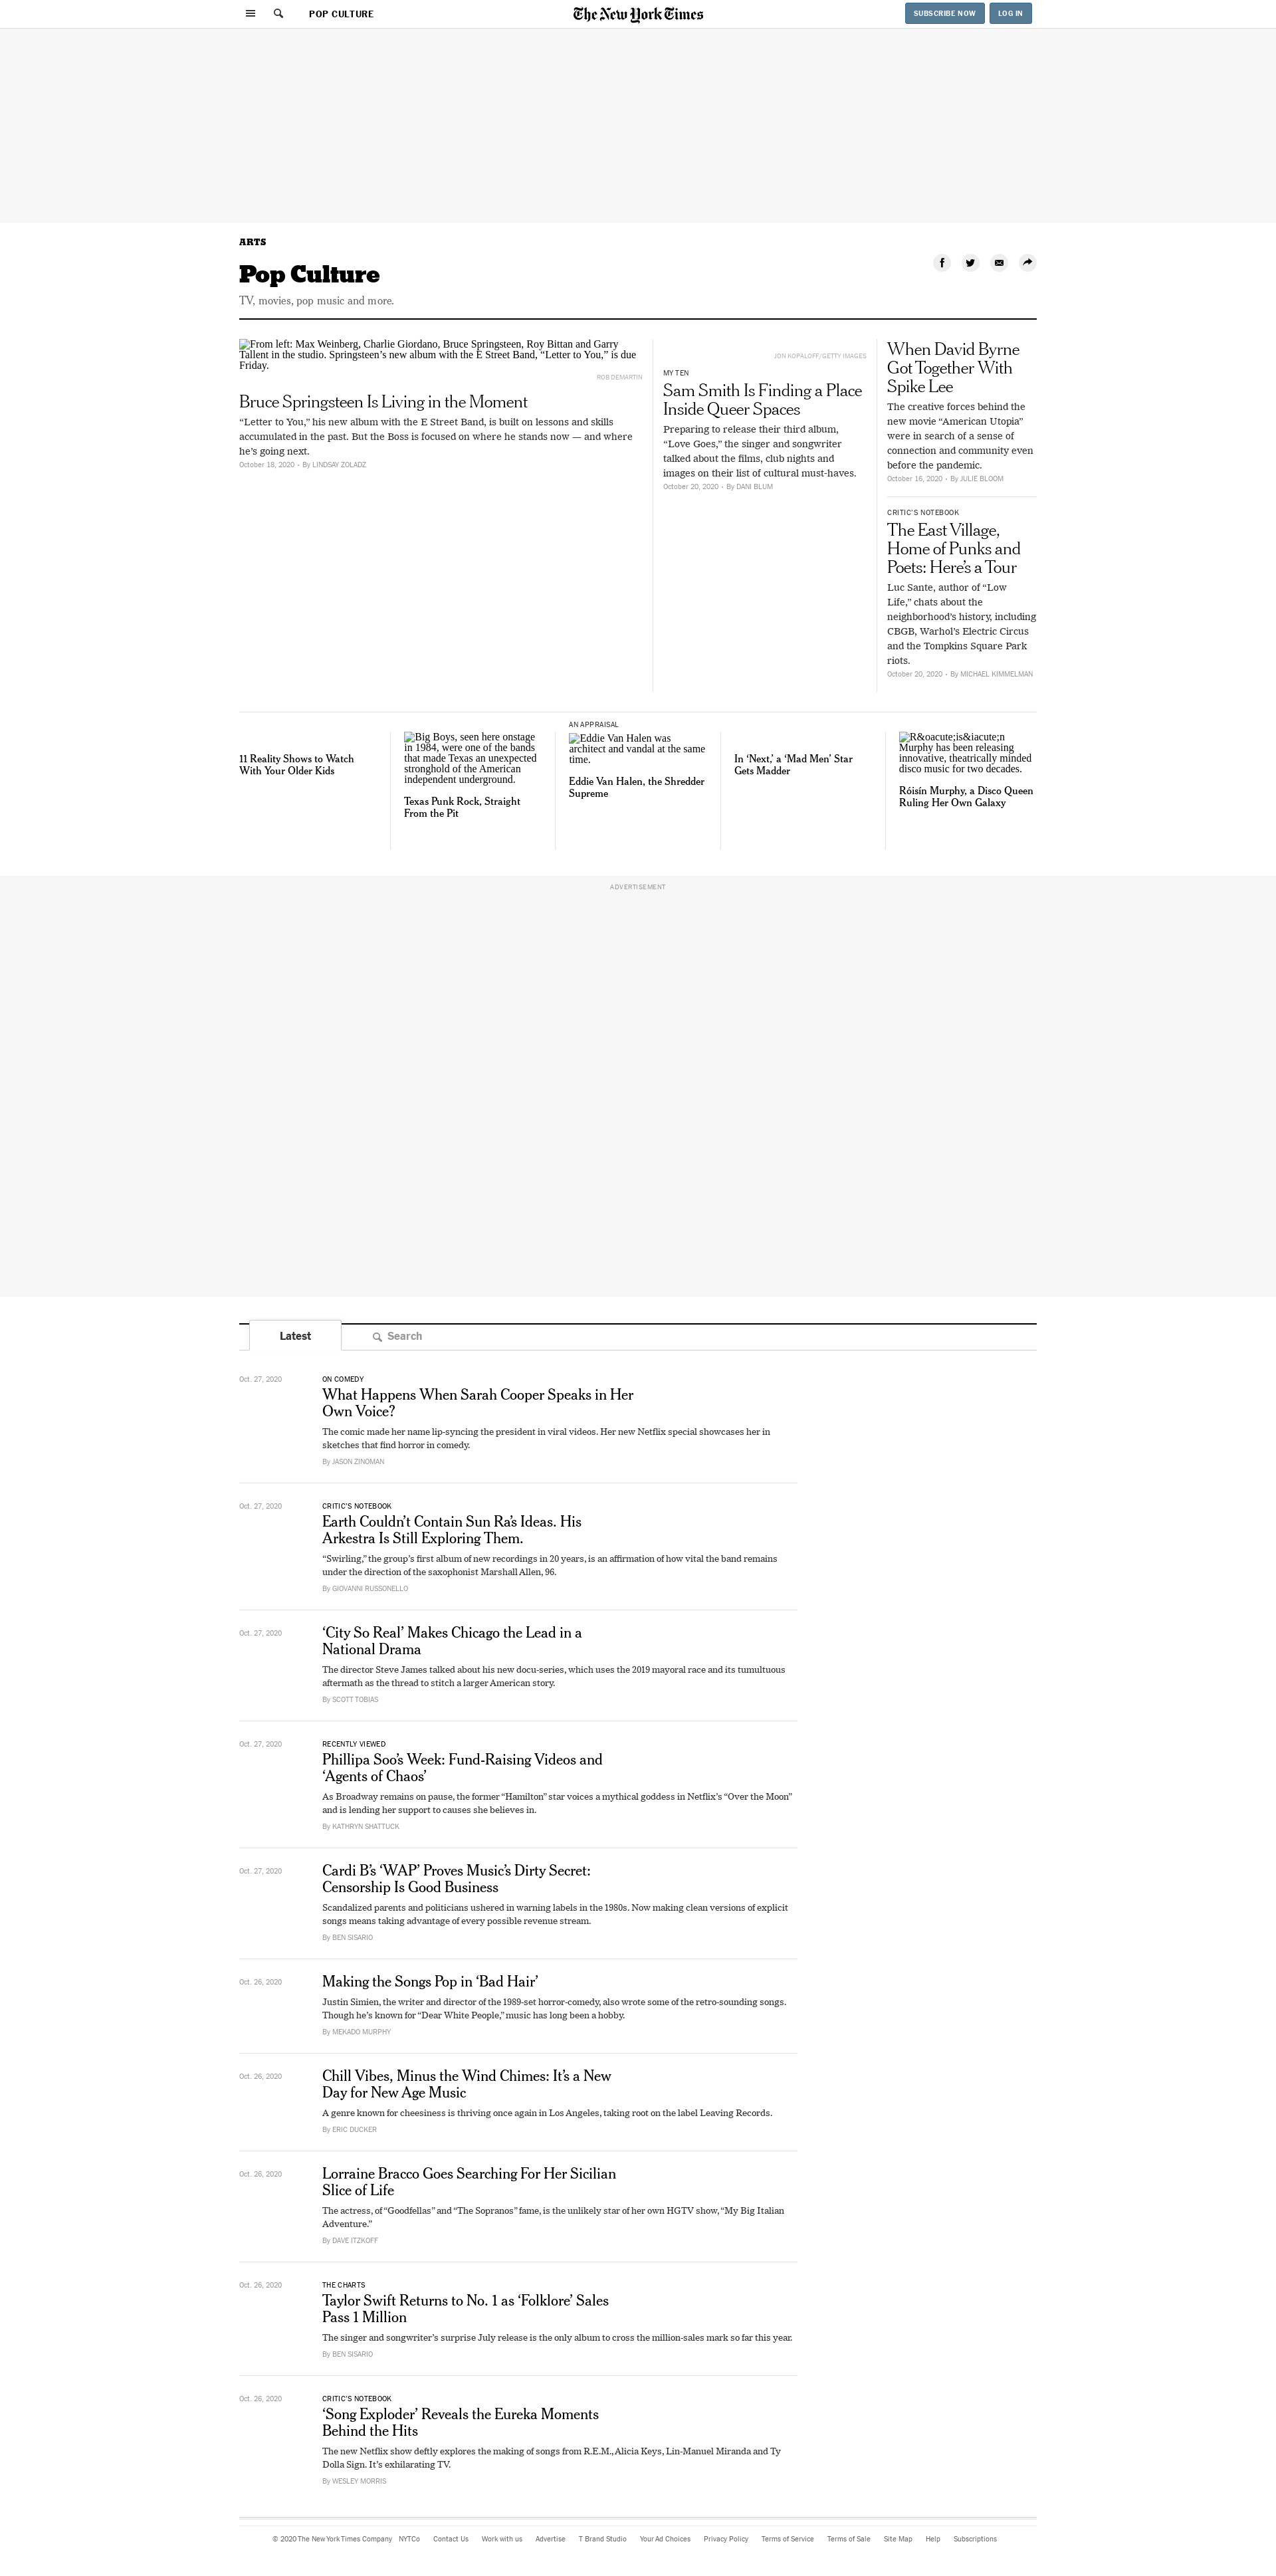 POP CULTURE
The New York Times
SUBSCRIBE NOW
LOG IN
ARTS
Pop Culture
TV, movies, pop music and more.
From left: Max Weinberg, Charlie Giordano, Bruce Springsteen, Roy Bittan and Garry
Tallent in the studio. Springsteen’s new album with the E Street Band, “Letter to You,” is due
Friday.
ROB DEMARTIN
Bruce Springsteen Is Living in the Moment
“Letter to You,” his new album with the E Street Band, is built on lessons and skills
accumulated in the past. But the Boss is focused on where he stands now — and where
he’s going next.
October 18, 2020 - By LINDSAY ZOLADZ
JON KOPALOFF/GETTY IMAGES
MY TEN
Sam Smith Is Finding a Place
Inside Queer Spaces
Preparing to release their third album,
“Love Goes,” the singer and songwriter
talked about the films, club nights and
images on their list of cultural must-haves.
October 20, 2020 - By DANI BLUM
When David Byrne
Got Together With
Spike Lee
The creative forces behind the
new movie “American Utopia”
were in search of a sense of
connection and community even
before the pandemic.
October 16, 2020 - By JULIE BLOOM
CRITIC’S NOTEBOOK
The East Village,
Home of Punks and
Poets: Here’s a Tour
Luc Sante, author of “Low
Life,” chats about the
neighborhood’s history, including
CBGB, Warhol’s Electric Circus
and the Tompkins Square Park
riots.
October 20, 2020 - By MICHAEL KIMMELMAN
11 Reality Shows to Watch
With Your Older Kids
Big Boys, seen here onstage
in 1984, were one of the bands
that made Texas an unexpected
stronghold of the American
independent underground.
Texas Punk Rock, Straight
From the Pit
AN APPRAISAL
Eddie Van Halen was
architect and vandal at the same
time.
Eddie Van Halen, the Shredder
Supreme
In ‘Next,’ a ‘Mad Men’ Star
Gets Madder
R&oacute;is&iacute;n
Murphy has been releasing
innovative, theatrically minded
disco music for two decades.
Róisín Murphy, a Disco Queen
Ruling Her Own Galaxy
ADVERTISEMENT
Latest
Search
Oct. 27, 2020
ON COMEDY
What Happens When Sarah Cooper Speaks in Her
Own Voice?
The comic made her name lip-syncing the president in viral videos. Her new Netflix special showcases her in
sketches that find horror in comedy.
By JASON ZINOMAN
Oct. 27, 2020
CRITIC’S NOTEBOOK
Earth Couldn’t Contain Sun Ra’s Ideas. His
Arkestra Is Still Exploring Them.
“Swirling,” the group’s first album of new recordings in 20 years, is an affirmation of how vital the band remains
under the direction of the saxophonist Marshall Allen, 96.
By GIOVANNI RUSSONELLO
Oct. 27, 2020
‘City So Real’ Makes Chicago the Lead in a
National Drama
The director Steve James talked about his new docu-series, which uses the 2019 mayoral race and its tumultuous
aftermath as the thread to stitch a larger American story.
By SCOTT TOBIAS
Oct. 27, 2020
RECENTLY VIEWED
Phillipa Soo’s Week: Fund-Raising Videos and
‘Agents of Chaos’
As Broadway remains on pause, the former “Hamilton” star voices a mythical goddess in Netflix’s “Over the Moon”
and is lending her support to causes she believes in.
By KATHRYN SHATTUCK
Oct. 27, 2020
Cardi B’s ‘WAP’ Proves Music’s Dirty Secret:
Censorship Is Good Business
Scandalized parents and politicians ushered in warning labels in the 1980s. Now making clean versions of explicit
songs means taking advantage of every possible revenue stream.
By BEN SISARIO
Oct. 26, 2020
Making the Songs Pop in ‘Bad Hair’
Justin Simien, the writer and director of the 1989-set horror-comedy, also wrote some of the retro-sounding songs.
Though he’s known for “Dear White People,” music has long been a hobby.
By MEKADO MURPHY
Oct. 26, 2020
Chill Vibes, Minus the Wind Chimes: It’s a New
Day for New Age Music
A genre known for cheesiness is thriving once again in Los Angeles, taking root on the label Leaving Records.
By ERIC DUCKER
Oct. 26, 2020
Lorraine Bracco Goes Searching For Her Sicilian
Slice of Life
The actress, of “Goodfellas” and “The Sopranos” fame, is the unlikely star of her own HGTV show, “My Big Italian
Adventure.”
By DAVE ITZKOFF
Oct. 26, 2020
THE CHARTS
Taylor Swift Returns to No. 1 as ‘Folklore’ Sales
Pass 1 Million
The singer and songwriter’s surprise July release is the only album to cross the million-sales mark so far this year.
By BEN SISARIO
Oct. 26, 2020
CRITIC’S NOTEBOOK
‘Song Exploder’ Reveals the Eureka Moments
Behind the Hits
The new Netflix show deftly explores the making of songs from R.E.M., Alicia Keys, Lin-Manuel Miranda and Ty
Dolla Sign. It’s exhilarating TV.
By WESLEY MORRIS
© 2020 The New York Times Company NYTCo Contact Us Work with us Advertise T Brand Studio Your Ad Choices Privacy Policy Terms of Service Terms of Sale Site Map Help Subscriptions